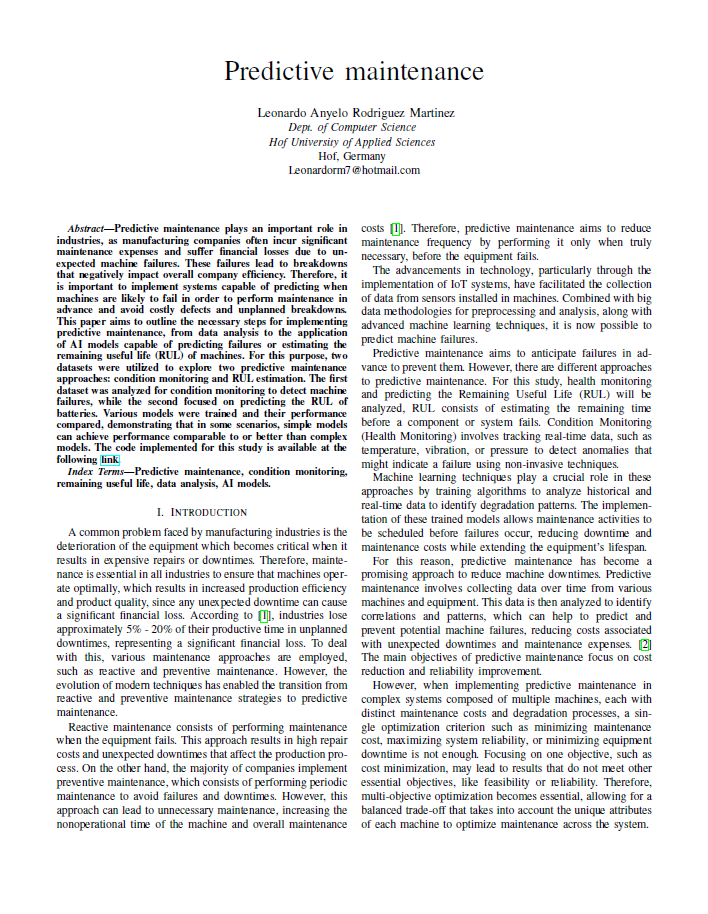 Predictive maintenance
Leonardo Anyelo Rodriguez Martinez
Dept. of Computer Science
Hof University of Applied Sciences
Hof, Germany
Leonardorm7@hotmail.com
Abstract—Predictive maintenance plays an important role in
industries, as manufacturing companies often incur significant
maintenance expenses and suffer financial losses due to un-
expected machine failures. These failures lead to breakdowns
that negatively impact overall company efficiency. Therefore, it
is important to implement systems capable of predicting when
machines are likely to fail in order to perform maintenance in
advance and avoid costly defects and unplanned breakdowns.
This paper aims to outline the necessary steps for implementing
predictive maintenance, from data analysis to the application
of AI models capable of predicting failures or estimating the
remaining useful life (RUL) of machines. For this purpose, two
datasets were utilized to explore two predictive maintenance
approaches: condition monitoring and RUL estimation. The first
dataset was analyzed for condition monitoring to detect machine
failures, while the second focused on predicting the RUL of
batteries. Various models were trained and their performance
compared, demonstrating that in some scenarios, simple models
can achieve performance comparable to or better than complex
models. The code implemented for this study is available at the
following link.
Index Terms—Predictive maintenance, condition monitoring,
remaining useful life, data analysis, AI models.
I. INTRODUCTION
A common problem faced by manufacturing industries is the
deterioration of the equipment which becomes critical when it
results in expensive repairs or downtimes. Therefore, mainte-
nance is essential in all industries to ensure that machines oper-
ate optimally, which results in increased production efficiency
and product quality, since any unexpected downtime can cause
a significant financial loss. According to [1], industries lose
approximately 5% - 20% of their productive time in unplanned
downtimes, representing a significant financial loss. To deal
with this, various maintenance approaches are employed,
such as reactive and preventive maintenance. However, the
evolution of modern techniques has enabled the transition from
reactive and preventive maintenance strategies to predictive
maintenance.
Reactive maintenance consists of performing maintenance
when the equipment fails. This approach results in high repair
costs and unexpected downtimes that affect the production pro-
cess. On the other hand, the majority of companies implement
preventive maintenance, which consists of performing periodic
maintenance to avoid failures and downtimes. However, this
approach can lead to unnecessary maintenance, increasing the
nonoperational time of the machine and overall maintenance
costs [1]. Therefore, predictive maintenance aims to reduce
maintenance frequency by performing it only when truly
necessary, before the equipment fails.
The advancements in technology, particularly through the
implementation of IoT systems, have facilitated the collection
of data from sensors installed in machines. Combined with big
data methodologies for preprocessing and analysis, along with
advanced machine learning techniques, it is now possible to
predict machine failures.
Predictive maintenance aims to anticipate failures in ad-
vance to prevent them. However, there are different approaches
to predictive maintenance. For this study, health monitoring
and predicting the Remaining Useful Life (RUL) will be
analyzed, RUL consists of estimating the remaining time
before a component or system fails. Condition Monitoring
(Health Monitoring) involves tracking real-time data, such as
temperature, vibration, or pressure to detect anomalies that
might indicate a failure using non-invasive techniques.
Machine learning techniques play a crucial role in these
approaches by training algorithms to analyze historical and
real-time data to identify degradation patterns. The implemen-
tation of these trained models allows maintenance activities to
be scheduled before failures occur, reducing downtime and
maintenance costs while extending the equipment's lifespan.
For this reason, predictive maintenance has become a
promising approach to reduce machine downtimes. Predictive
maintenance involves collecting data over time from various
machines and equipment. This data is then analyzed to identify
correlations and patterns, which can help to predict and
prevent potential machine failures, reducing costs associated
with unexpected downtimes and maintenance expenses. [2]
The main objectives of predictive maintenance focus on cost
reduction and reliability improvement.
However, when implementing predictive maintenance in
complex systems composed of multiple machines, each with
distinct maintenance costs and degradation processes, a sin-
gle optimization criterion such as minimizing maintenance
cost, maximizing system reliability, or minimizing equipment
downtime is not enough. Focusing on one objective, such as
cost minimization, may lead to results that do not meet other
essential objectives, like feasibility or reliability. Therefore,
multi-objective optimization becomes essential, allowing for a
balanced trade-off that takes into account the unique attributes
of each machine to optimize maintenance across the system.